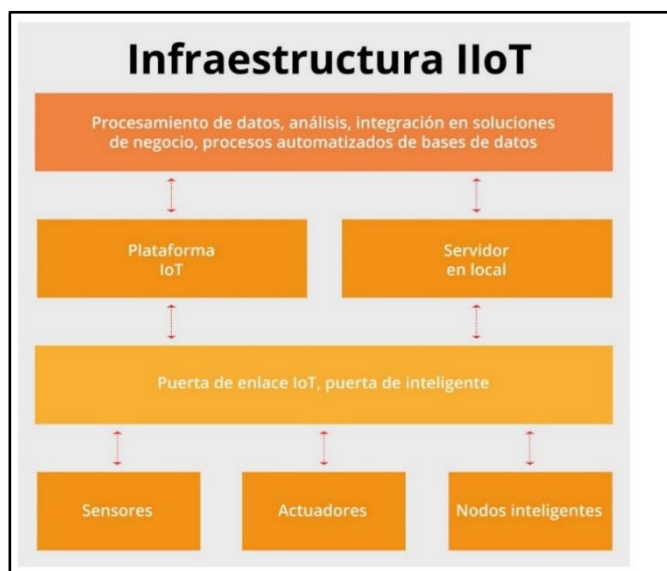 Infraestructura IIoT
Procesamiento de datos, análisis, integración en soluciones
de negocio, procesos automatizados de bases de datos
Plataforma
IoT
Servidor
en local
Puerta de enlace IoT, puerta de inteligente
Sensores
Actuadores
Nodos inteligentes